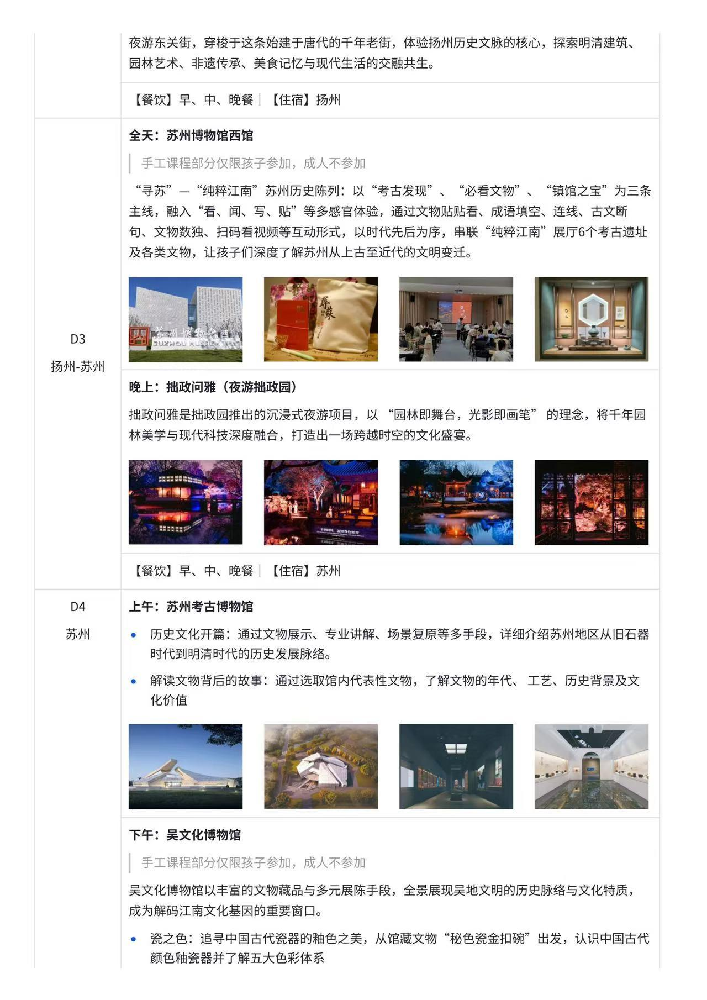 夜游东关街，穿梭于这条始建于唐代的千年老街，体验扬州历史文脉的核心，探索明清建筑、
园林艺术、非遗传承、美食记忆与现代生活的交融共生。
【餐饮】早、中、晚餐｜【住宿】扬州
D3
扬州-苏州
全天：苏州博物馆西馆
手工课程部分仅限孩子参加，成人不参加
“寻苏”—“纯粹江南”苏州历史陈列：以“考古发现”、“必看文物”、“镇馆之宝”为三条
主线，融入“看、闻、写、贴”等多感官体验，通过文物贴贴看、成语填空、连线、古文断
句、文物数独、扫码看视频等互动形式，以时代先后为序，串联“纯粹江南”展厅6个考古遗址
及各类文物，让孩子们深度了解苏州从上古至近代的文明变迁。
苏州博物馆
SUZHOU MUSEUM
尋蘇
晚上：拙政问雅（夜游拙政园）
拙政问雅是拙政园推出的沉浸式夜游项目，以 “园林即舞台，光影即画笔” 的理念，将千年园
林美学与现代科技深度融合，打造出一场跨越时空的文化盛宴。
不到园林，怎知春色如许
【餐饮】早、中、晚餐｜【住宿】苏州
D4
苏州
上午：苏州考古博物馆
• 历史文化开篇：通过文物展示、专业讲解、场景复原等多手段，详细介绍苏州地区从旧石器
时代到明清时代的历史发展脉络。
• 解读文物背后的故事：通过选取馆内代表性文物，了解文物的年代、 工艺、历史背景及文
化价值
下午：吴文化博物馆
手工课程部分仅限孩子参加，成人不参加
吴文化博物馆以丰富的文物藏品与多元展陈手段，全景展现吴地文明的历史脉络与文化特质，
成为解码江南文化基因的重要窗口。
• 瓷之色：追寻中国古代瓷器的釉色之美，从馆藏文物“秘色瓷金扣碗”出发，认识中国古代
颜色釉瓷器并了解五大色彩体系